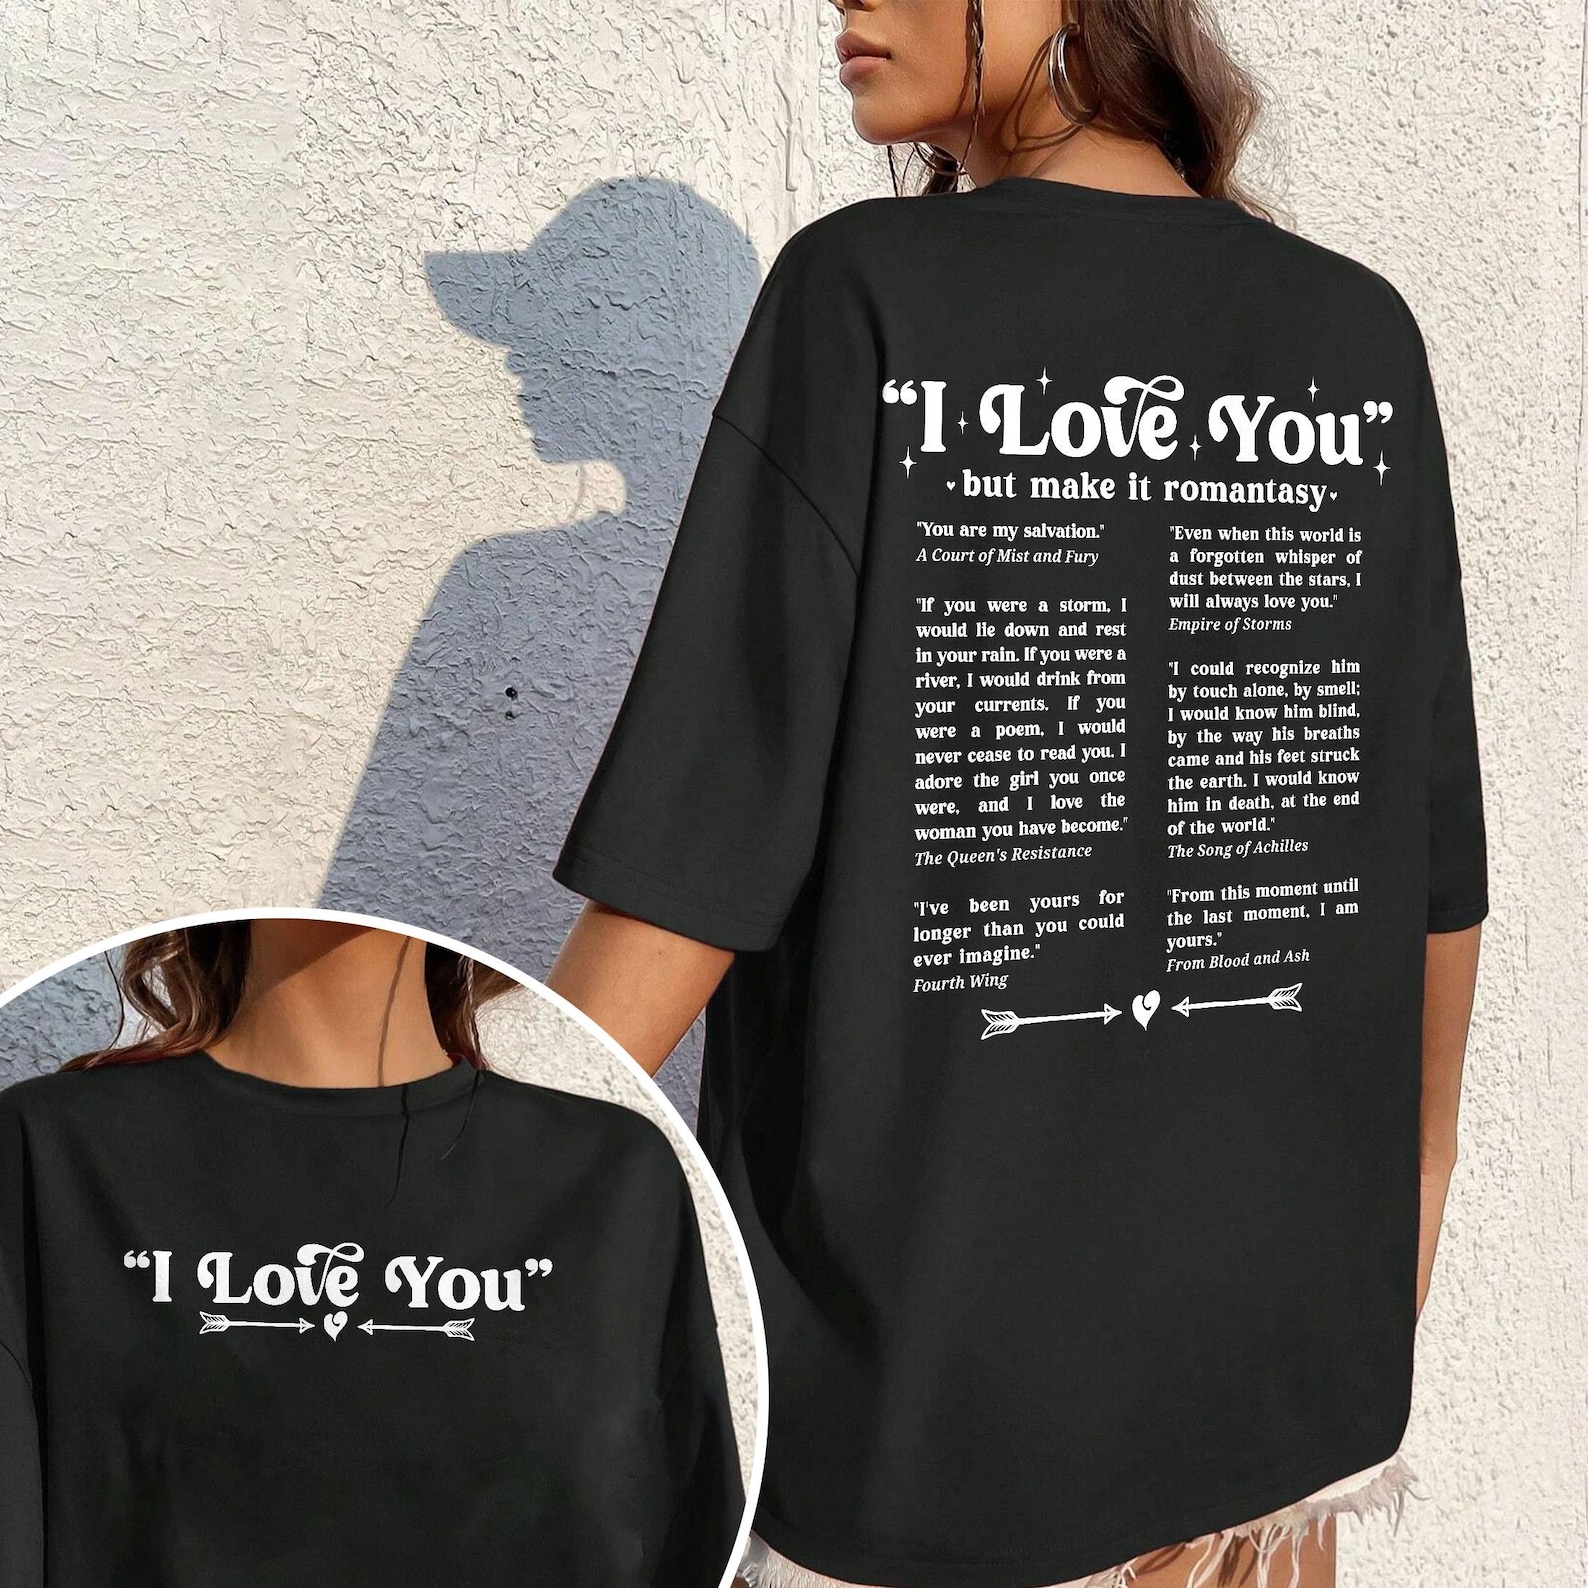 “I Love You”
but make it romantasy
"You are my salvation."
A Court of Mist and Fury
"If you were a storm, I
would lie down and rest
in your rain. If you were a
river, I would drink from
your currents. If you
were a poem, I would
never cease to read you. I
adore the girl you once
were, and I love the
woman you have become."
The Queen's Resistance
"I've been yours for
longer than you could
ever imagine."
Fourth Wing
"Even when this world is
a forgotten whisper of
dust between the stars, I
will always love you."
Empire of Storms
"I could recognize him
by touch alone, by smell;
I would know him blind,
by the way his breaths
came and his feet struck
the earth. I would know
him in death, at the end
of the world."
The Song of Achilles
"From this moment until
the last moment, I am
yours."
From Blood and Ash
“I Love You”